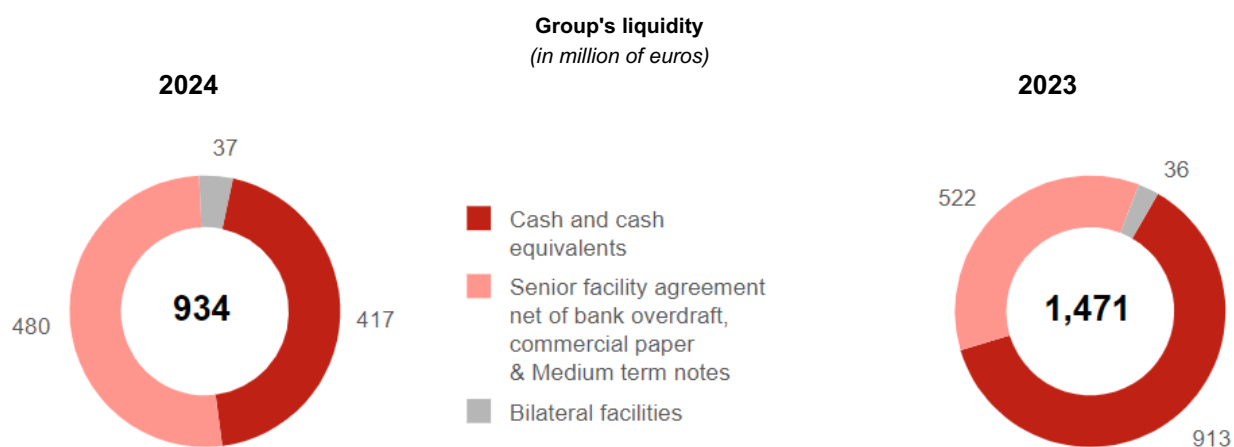 Group's liquidity
(in million of euros)
2024
2023
37
480
417
934
Cash and cash
equivalents
Senior facility agreement
net of bank overdraft,
commercial paper
& Medium term notes
Bilateral facilities
36
522
1,471
913